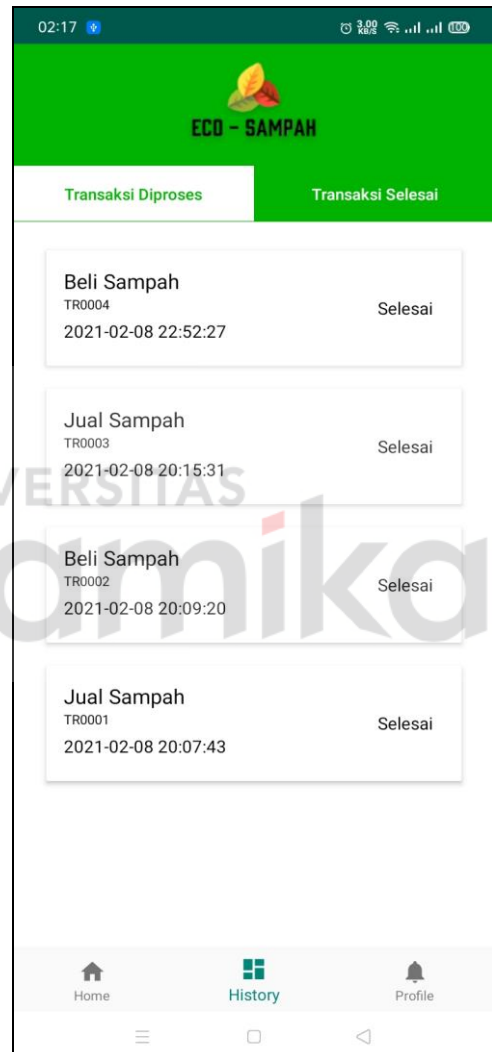 02:17
3.00 KB/S
100
ECO - SAMPAH
Transaksi Diproses
Transaksi Selesai
Beli Sampah
TR0004
2021-02-08 22:52:27
Selesai
Jual Sampah
TR0003
2021-02-08 20:15:31
Selesai
Beli Sampah
TR0002
2021-02-08 20:09:20
Selesai
Jual Sampah
TR0001
2021-02-08 20:07:43
Selesai
VERSITAS
amika
Home
History
Profile